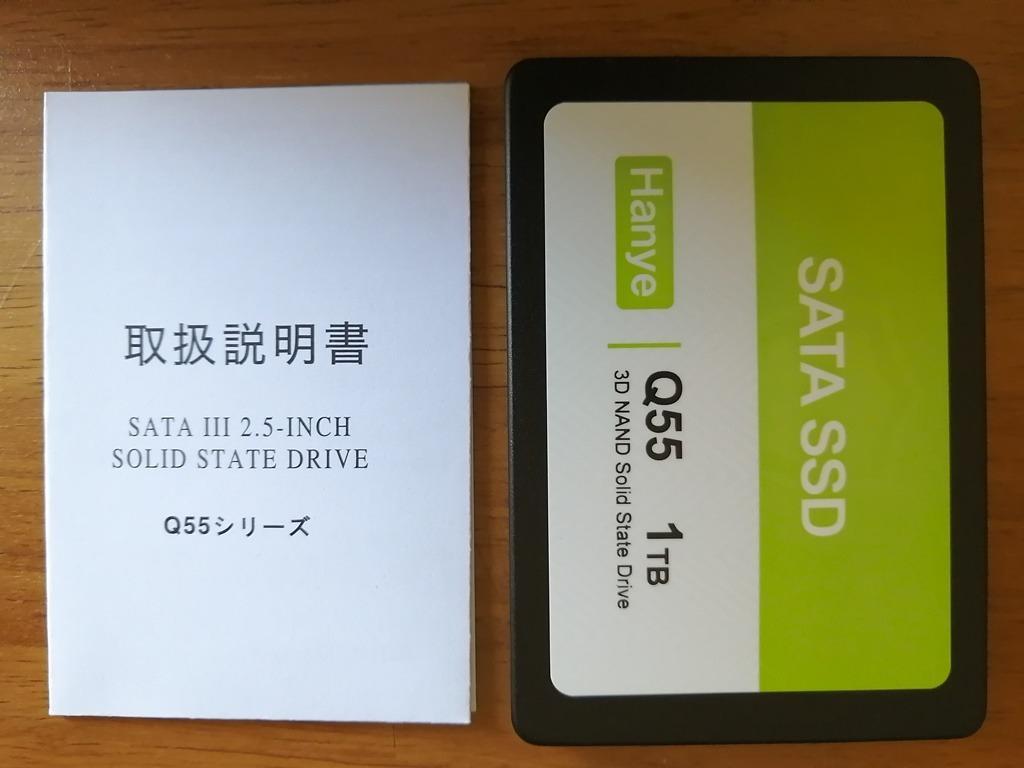 取扱説明書
SATA III 2.5-INCH
SOLID STATE DRIVE
Q55シリーズ
SATA SSD
Hanye
Q55 1TB
3D NAND Solid State Drive